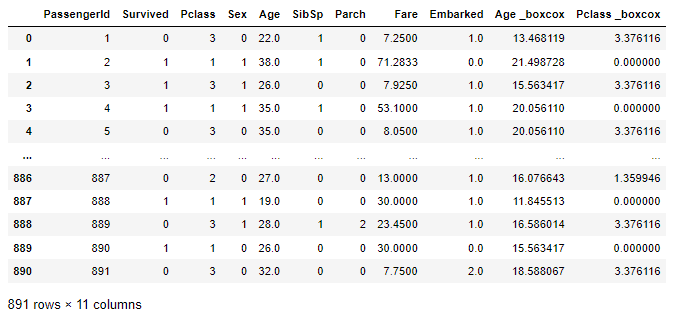 PassengerId Survived Pclass Sex Age SibSp Parch Fare Embarked Age _boxcox Pclass _boxcox
0 1 0 3 0 22.0 1 0 7.2500 1.0 13.468119 3.376116
1 2 1 1 1 38.0 1 0 71.2833 0.0 21.498728 0.000000
2 3 1 3 1 26.0 0 0 7.9250 1.0 15.563417 3.376116
3 4 1 1 1 35.0 1 0 53.1000 1.0 20.056110 0.000000
4 5 0 3 0 35.0 0 0 8.0500 1.0 20.056110 3.376116
... ... ... ... ... ... ... ... ... ... ... ...
886 887 0 2 0 27.0 0 0 13.0000 1.0 16.076643 1.359946
887 888 1 1 1 19.0 0 0 30.0000 1.0 11.845513 0.000000
888 889 0 3 1 28.0 1 2 23.4500 1.0 16.586014 3.376116
889 890 1 1 0 26.0 0 0 30.0000 0.0 15.563417 0.000000
890 891 0 3 0 32.0 0 0 7.7500 2.0 18.588067 3.376116
891 rows × 11 columns